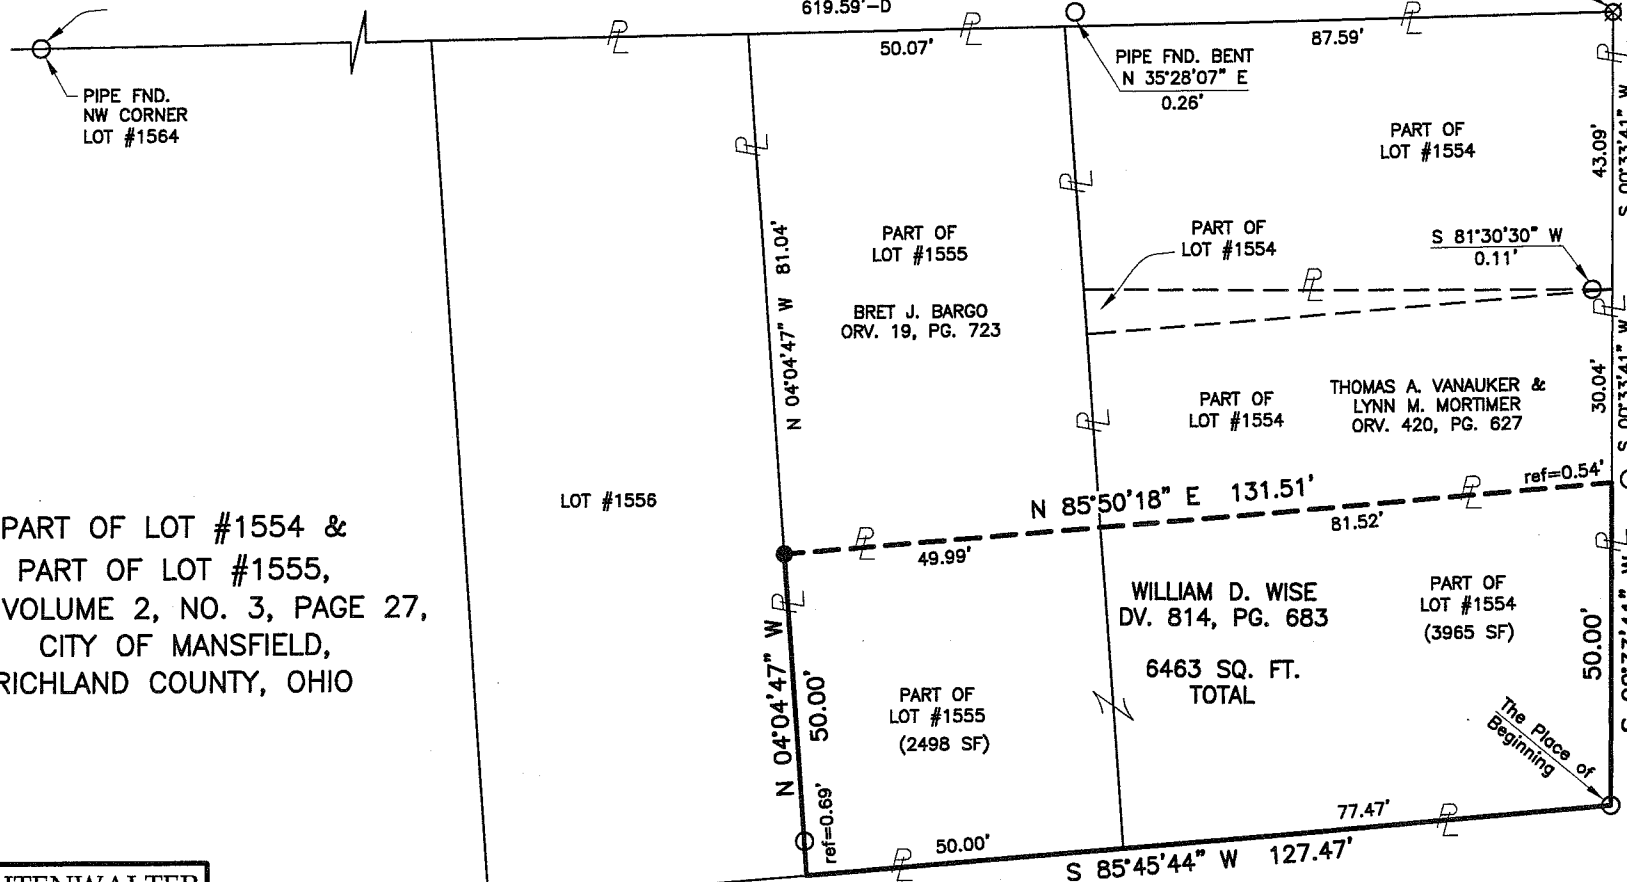 619.59'-D
50.07'
87.59'
PIPE FND.
NW CORNER
LOT #1564
PIPE FND. BENT
N 35°28'07" E
0.26'
PART OF
LOT #1554
43.09'
S 00°33'41" W
PART OF
LOT #1554
S 81°30'30" W
0.11'
N 04°04'47" W 81.04'
PART OF
LOT #1555
BRET J. BARGO
ORV. 19, PG. 723
PART OF
LOT #1554
THOMAS A. VANAUKER &
LYNN M. MORTIMER
ORV. 420, PG. 627
30.04'
S 00°33'41" W
LOT #1556
N 85°50'18" E 131.51'
ref=0.54'
49.99'
81.52'
PART OF LOT #1554 &
PART OF LOT #1555,
VOLUME 2, NO. 3, PAGE 27,
CITY OF MANSFIELD,
RICHLAND COUNTY, OHIO
WILLIAM D. WISE
DV. 814, PG. 683
6463 SQ. FT.
TOTAL
PART OF
LOT #1554
(3965 SF)
50.00'
N 04°04'47" W
50.00'
PART OF
LOT #1555
(2498 SF)
The Place of
Beginning
ref=0.69'
50.00'
77.47'
S 85°45'44" W 127.47'